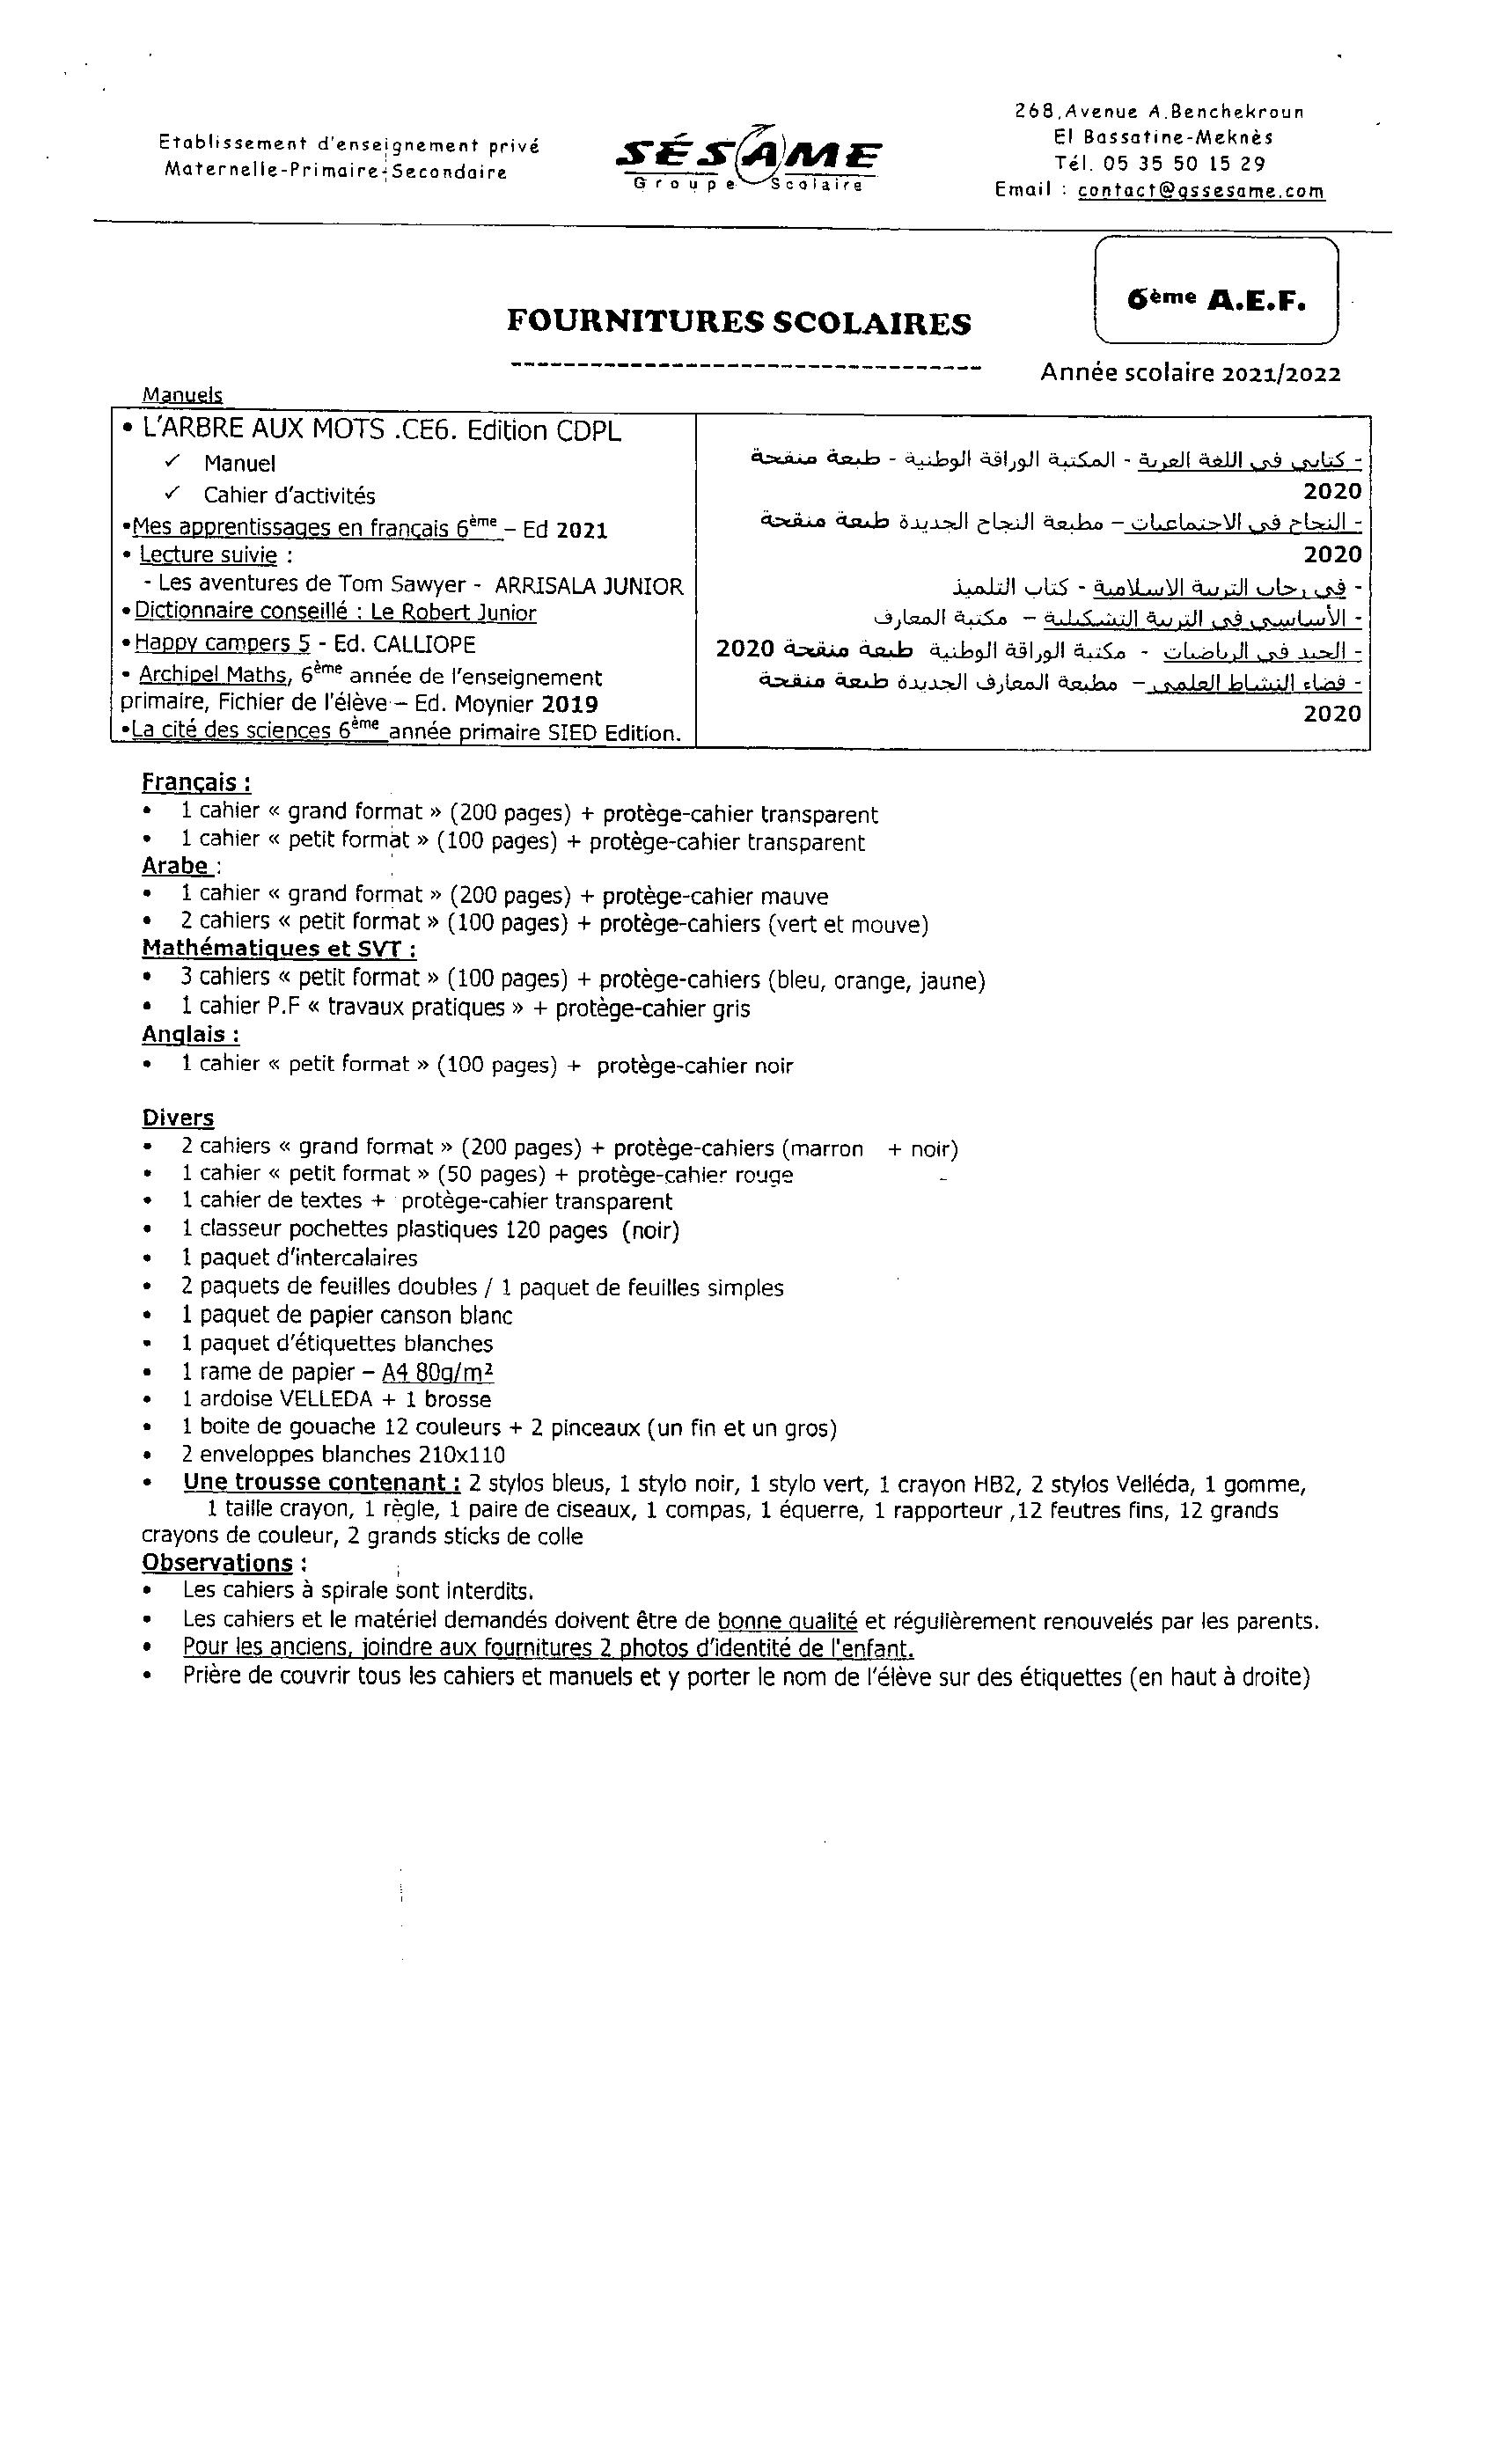 Etablissement d'enseignement privé
Maternelle-Primaire-Secondaire
SÉSAME
Groupe Scolaire
268,Avenue A.Benchekroun
El Bassatine-Meknès
Tél. 05 35 50 15 29
Email : contact@gssesame.com
6ème A.E.F.
FOURNITURES SCOLAIRES
------------------------------------
Année scolaire 2021/2022
Manuels
• L'ARBRE AUX MOTS .CE6. Edition CDPL
✓ Manuel
✓ Cahier d'activités
•Mes apprentissages en français 6ème – Ed 2021
• Lecture suivie :
- Les aventures de Tom Sawyer - ARRISALA JUNIOR
•Dictionnaire conseillé : Le Robert Junior
•Happy campers 5 - Ed. CALLIOPE
• Archipel Maths, 6ème année de l'enseignement
primaire, Fichier de l'élève – Ed. Moynier 2019
•La cité des sciences 6ème année primaire SIED Edition.
- كتابي في اللغة العربية - المكتبة الوراقة الوطنية - طبعة منقحة
2020
- النجاح في الاجتماعيات – مطبعة النجاح الجديدة طبعة منقحة
2020
- في رحاب التربية الاسلامية - كتاب التلميذ
- الأساسي في التربية التشكيلية – مكتبة المعارف
- الجيد في الرياضيات - مكتبة الوراقة الوطنية طبعة منقحة 2020
- فضاء النشاط العلمي – مطبعة المعارف الجديدة طبعة منقحة
2020
Français :
• 1 cahier « grand format » (200 pages) + protège-cahier transparent
• 1 cahier « petit format » (100 pages) + protège-cahier transparent
Arabe :
• 1 cahier « grand format » (200 pages) + protège-cahier mauve
• 2 cahiers « petit format » (100 pages) + protège-cahiers (vert et mouve)
Mathématiques et SVT :
• 3 cahiers « petit format » (100 pages) + protège-cahiers (bleu, orange, jaune)
• 1 cahier P.F « travaux pratiques » + protège-cahier gris
Anglais :
• 1 cahier « petit format » (100 pages) + protège-cahier noir
Divers
• 2 cahiers « grand format » (200 pages) + protège-cahiers (marron + noir)
• 1 cahier « petit format » (50 pages) + protège-cahier rouge
• 1 cahier de textes + protège-cahier transparent
• 1 classeur pochettes plastiques 120 pages (noir)
• 1 paquet d'intercalaires
• 2 paquets de feuilles doubles / 1 paquet de feuilles simples
• 1 paquet de papier canson blanc
• 1 paquet d'étiquettes blanches
• 1 rame de papier – A4 80g/m²
• 1 ardoise VELLEDA + 1 brosse
• 1 boite de gouache 12 couleurs + 2 pinceaux (un fin et un gros)
• 2 enveloppes blanches 210x110
• Une trousse contenant : 2 stylos bleus, 1 stylo noir, 1 stylo vert, 1 crayon HB2, 2 stylos Velléda, 1 gomme,
1 taille crayon, 1 règle, 1 paire de ciseaux, 1 compas, 1 équerre, 1 rapporteur ,12 feutres fins, 12 grands
crayons de couleur, 2 grands sticks de colle
Observations :
• Les cahiers à spirale sont interdits.
• Les cahiers et le matériel demandés doivent être de bonne qualité et régulièrement renouvelés par les parents.
• Pour les anciens, joindre aux fournitures 2 photos d'identité de l'enfant.
• Prière de couvrir tous les cahiers et manuels et y porter le nom de l'élève sur des étiquettes (en haut à droite)